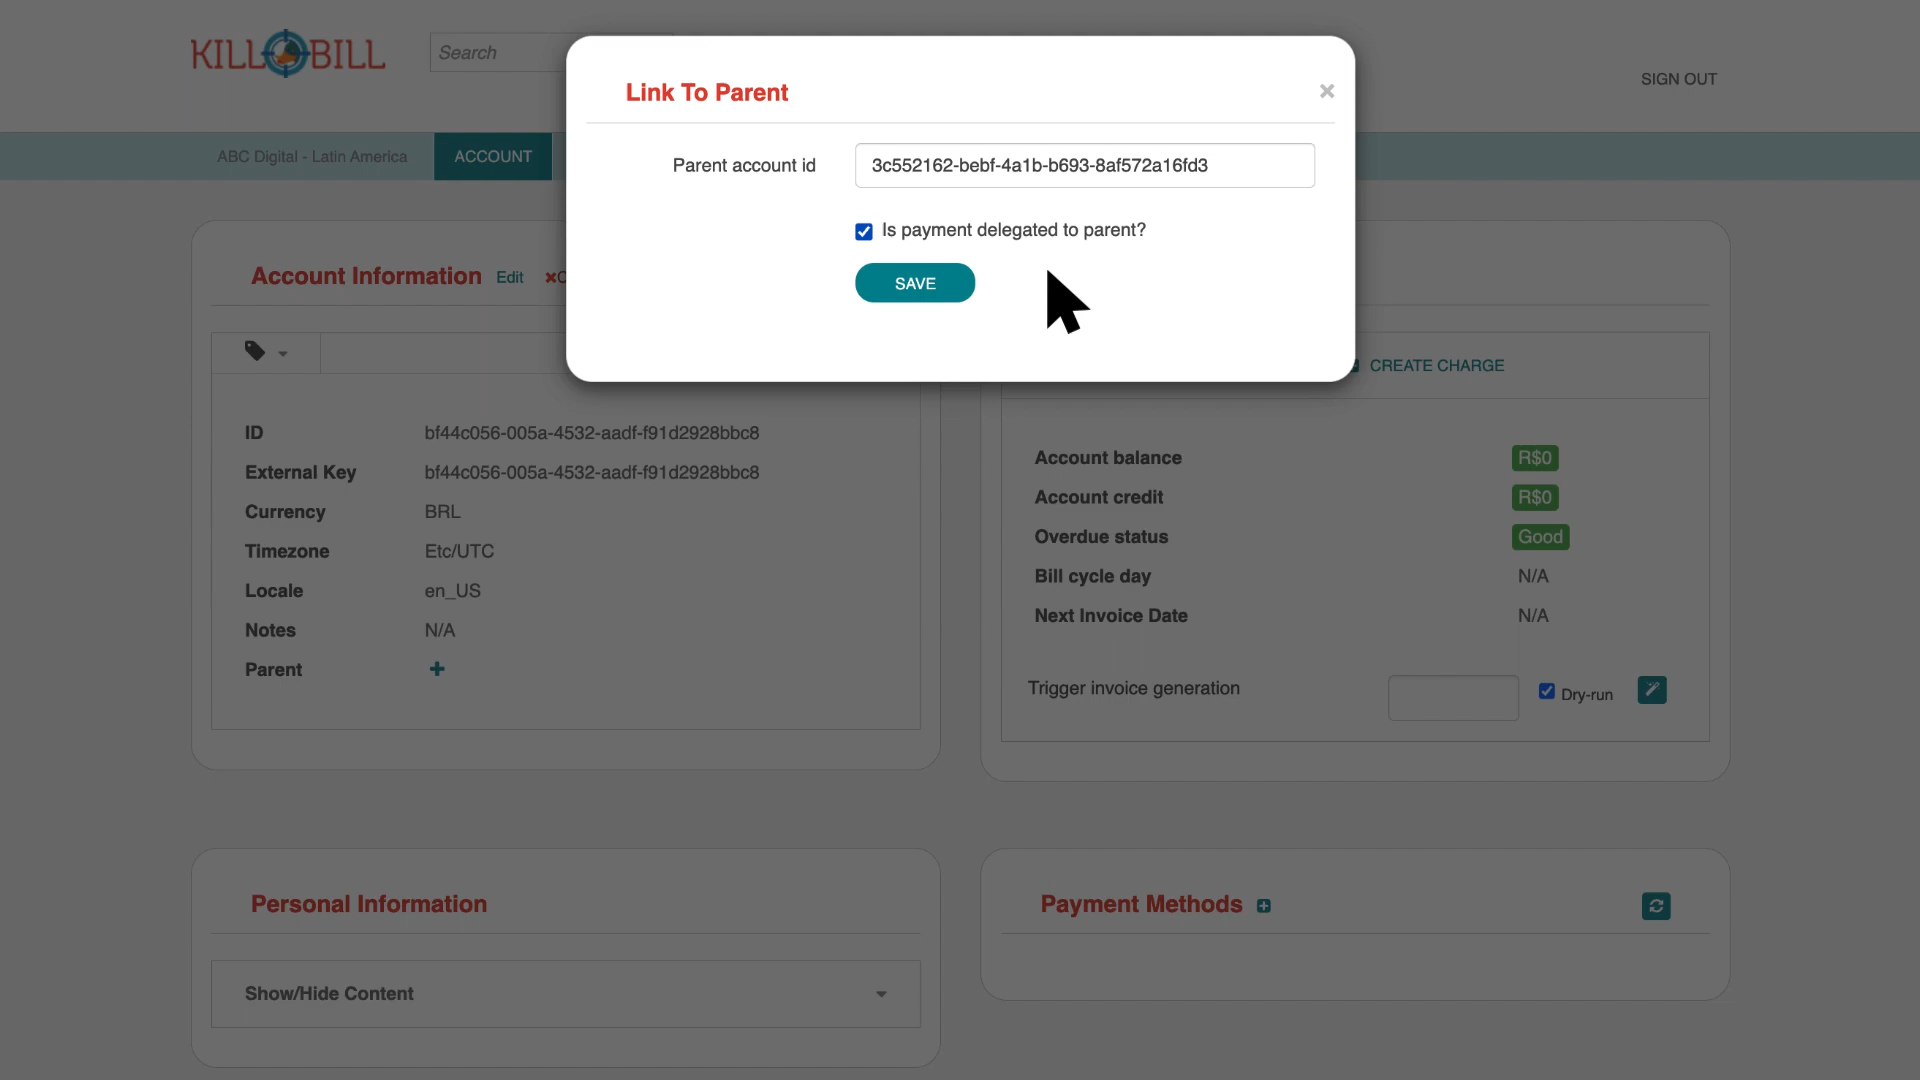 KILL BILL
Search
SIGN OUT
ABC Digital - Latin America
ACCOUNT
Link To Parent
×
Parent account id
3c552162-bebf-4a1b-b693-8af572a16fd3
Is payment delegated to parent?
SAVE
Account Information
Edit
CREATE CHARGE
ID
bf44c056-005a-4532-aadf-f91d2928bbc8
External Key
bf44c056-005a-4532-aadf-f91d2928bbc8
Currency
BRL
Timezone
Etc/UTC
Locale
en_US
Notes
N/A
Parent
Account balance
R$0
Account credit
R$0
Overdue status
Good
Bill cycle day
N/A
Next Invoice Date
N/A
Trigger invoice generation
Dry-run
Personal Information
Show/Hide Content
Payment Methods